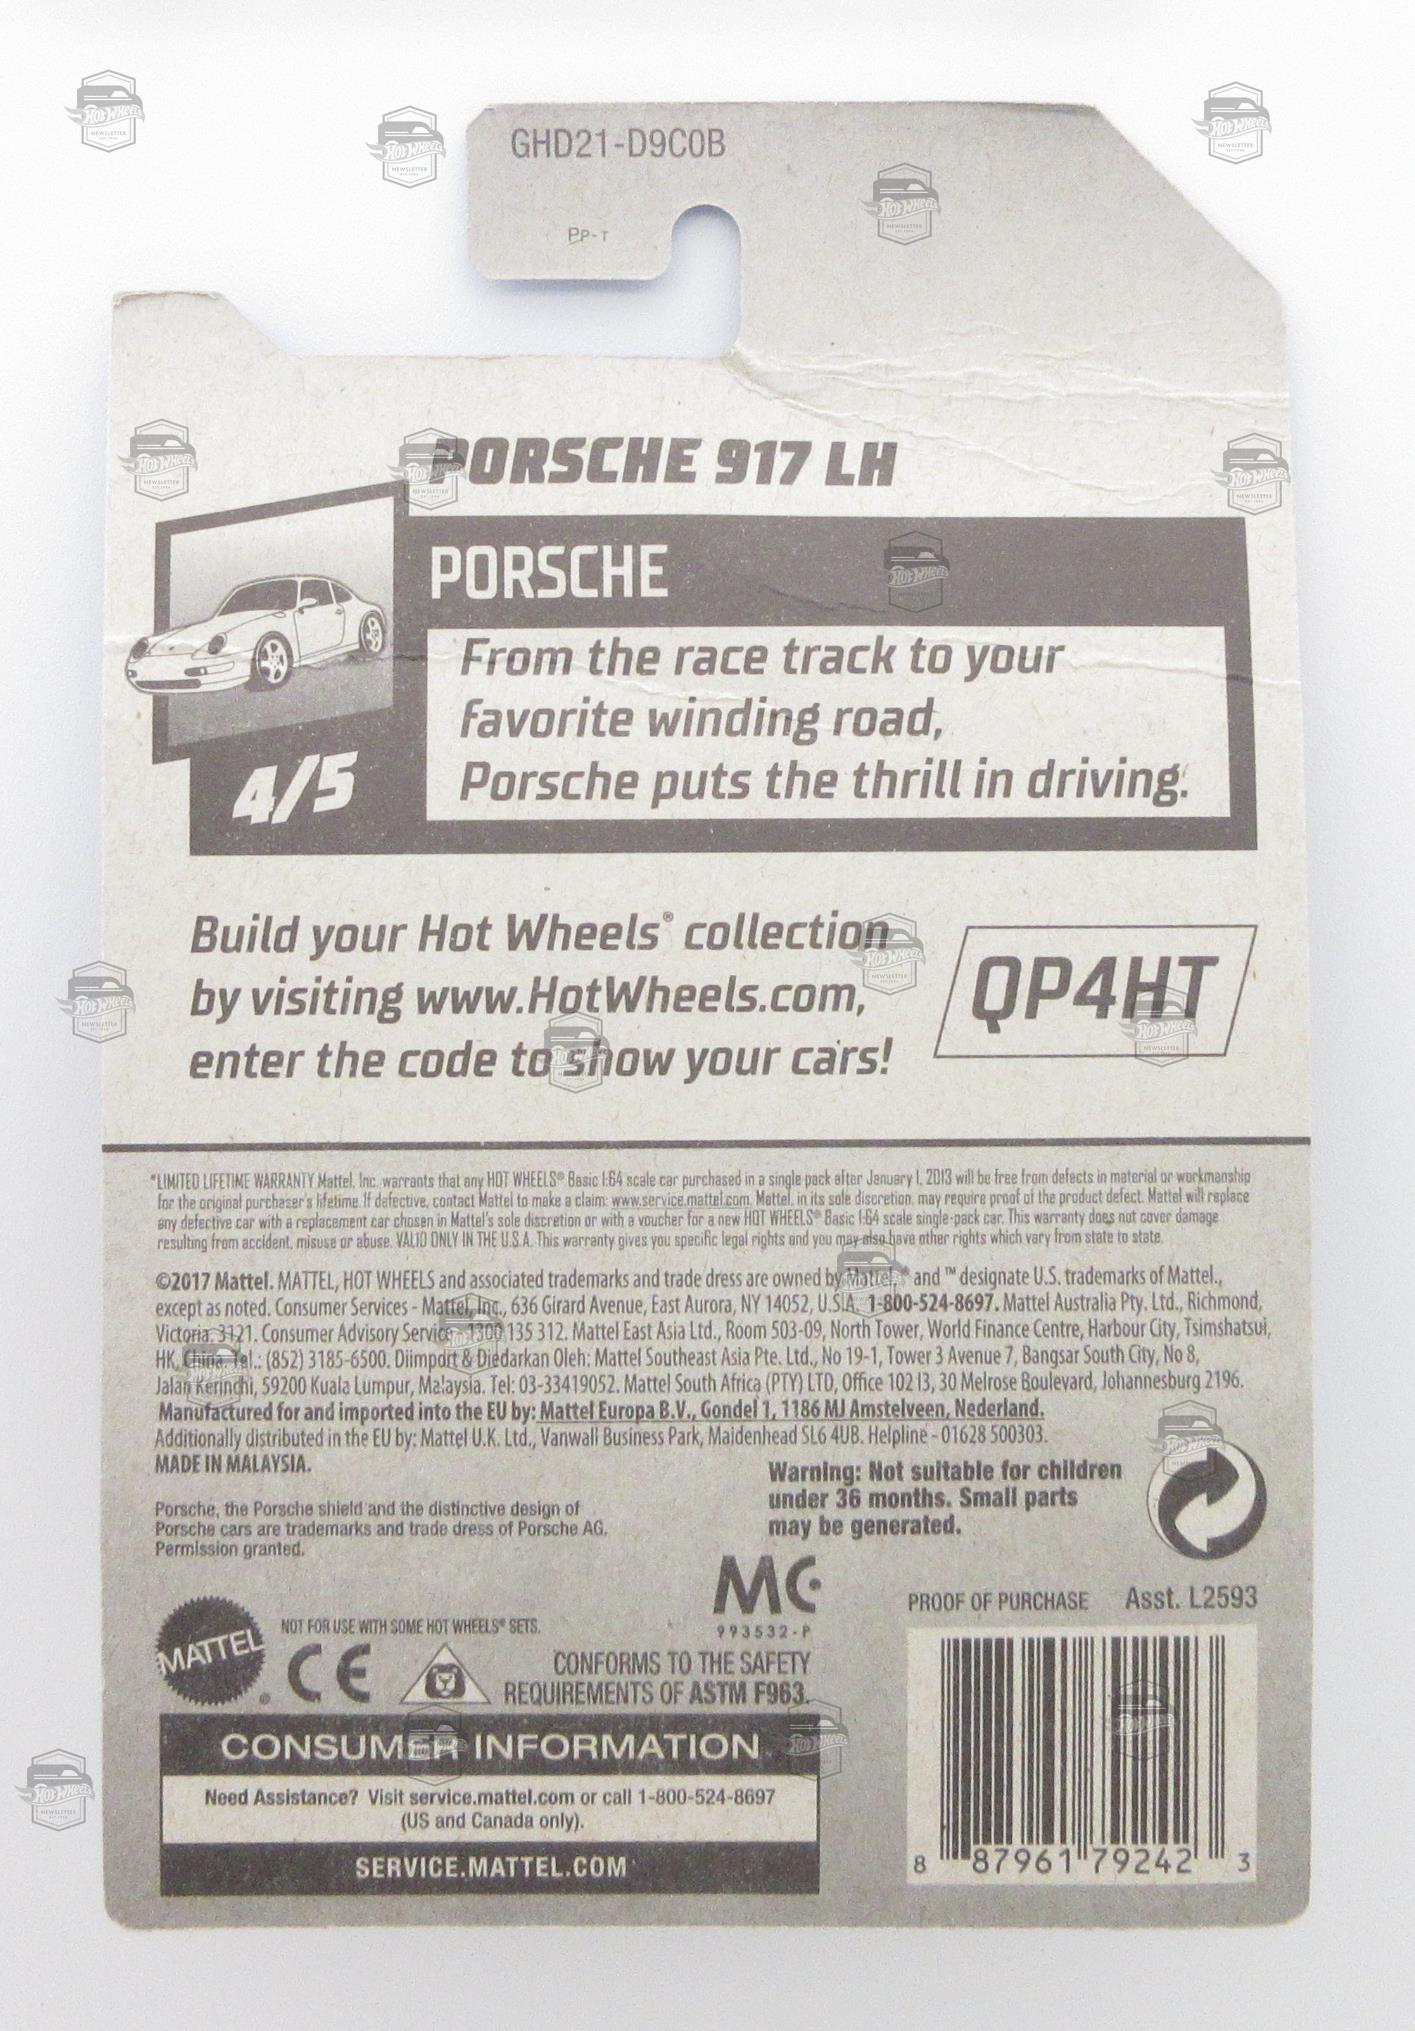 GHD21-D9C0B
PP-T
PORSCHE 917 LH
PORSCHE
From the race track to your
favorite winding road,
Porsche puts the thrill in driving.
4/5
Build your Hot Wheels® collection
by visiting www.HotWheels.com,
enter the code to show your cars!
QP4HT
*LIMITED LIFETIME WARRANTY Mattel, Inc. warrants that any HOT WHEELS® Basic 1:64 scale car purchased in a single pack after January 1, 2013 will be free from defects in material or workmanship
for the original purchaser's lifetime. If defective, contact Mattel to make a claim: www.service.mattel.com. Mattel, in its sole discretion, may require proof of the product defect. Mattel will replace
any defective car with a replacement car chosen in Mattel's sole discretion or with a voucher for a new HOT WHEELS® Basic 1:64 scale single-pack car. This warranty does not cover damage
resulting from accident, misuse or abuse. VALID ONLY IN THE U.S.A. This warranty gives you specific legal rights and you may also have other rights which vary from state to state.
©2017 Mattel. MATTEL, HOT WHEELS and associated trademarks and trade dress are owned by Mattel. ® and ™ designate U.S. trademarks of Mattel.,
except as noted. Consumer Services - Mattel, Inc., 636 Girard Avenue, East Aurora, NY 14052, U.S.A. 1-800-524-8697. Mattel Australia Pty. Ltd., Richmond,
Victoria. 3121. Consumer Advisory Service - 1300 135 312. Mattel East Asia Ltd., Room 503-09, North Tower, World Finance Centre, Harbour City, Tsimshatsui,
HK, China. Tel.: (852) 3185-6500. Diimport & Diedarkan Oleh: Mattel Southeast Asia Pte. Ltd., No 19-1, Tower 3 Avenue 7, Bangsar South City, No 8,
Jalan Kerinchi, 59200 Kuala Lumpur, Malaysia. Tel: 03-33419052. Mattel South Africa (PTY) LTD, Office 102 I3, 30 Melrose Boulevard, Johannesburg 2196.
Manufactured for and imported into the EU by: Mattel Europa B.V., Gondel 1, 1186 MJ Amstelveen, Nederland.
Additionally distributed in the EU by: Mattel U.K. Ltd., Vanwall Business Park, Maidenhead SL6 4UB. Helpline - 01628 500303.
MADE IN MALAYSIA.
Warning: Not suitable for children
under 36 months. Small parts
may be generated.
Porsche, the Porsche shield and the distinctive design of
Porsche cars are trademarks and trade dress of Porsche AG.
Permission granted.
MC
993532-P
PROOF OF PURCHASE Asst. L2593
MATTEL
NOT FOR USE WITH SOME HOT WHEELS® SETS.
CE
CONFORMS TO THE SAFETY
REQUIREMENTS OF ASTM F963.
CONSUMER INFORMATION
Need Assistance? Visit service.mattel.com or call 1-800-524-8697
(US and Canada only).
SERVICE.MATTEL.COM
8 87961 79242 3
HOT WHEELS
NEWSLETTER